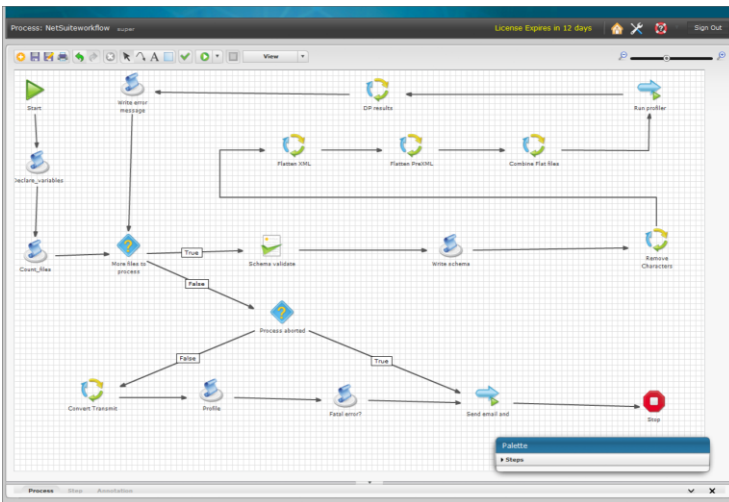 Process: NetSuiteworkflow super
License Expires in 12 days
Sign Out
View
Start
Write error
message
DP results
Run profiler
Declare_variables
Flatten XML
Flatten PreXML
Combine Flat files
Count_files
More files to
process
True
Schema validate
Write schema
Remove
Characters
False
Process aborted
False
True
Convert Transmit
Profile
Fatal error?
Send email and
Stop
Palette
Steps
Process Step Annotation